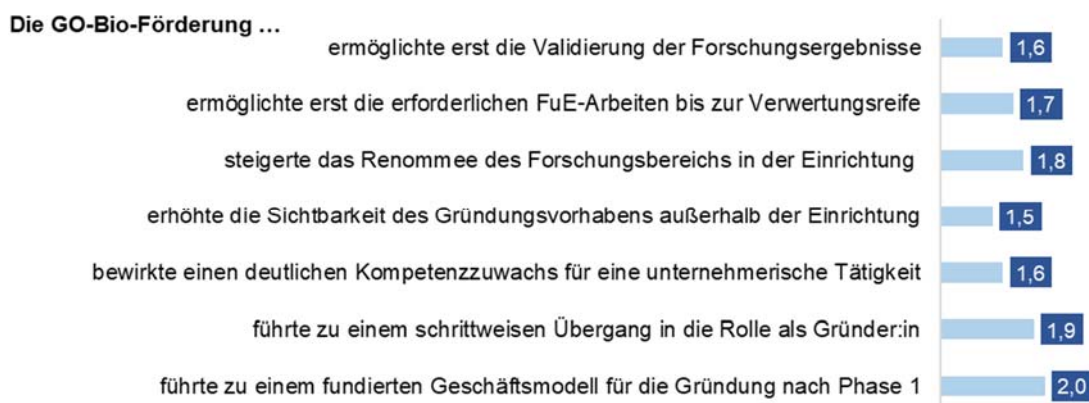 Die GO-Bio-Förderung …
ermöglichte erst die Validierung der Forschungsergebnisse 1,6
ermöglichte erst die erforderlichen FuE-Arbeiten bis zur Verwertungsreife 1,7
steigerte das Renommee des Forschungsbereichs in der Einrichtung 1,8
erhöhte die Sichtbarkeit des Gründungsvorhabens außerhalb der Einrichtung 1,5
bewirkte einen deutlichen Kompetenzzuwachs für eine unternehmerische Tätigkeit 1,6
führte zu einem schrittweisen Übergang in die Rolle als Gründer:in 1,9
führte zu einem fundierten Geschäftsmodell für die Gründung nach Phase 1 2,0